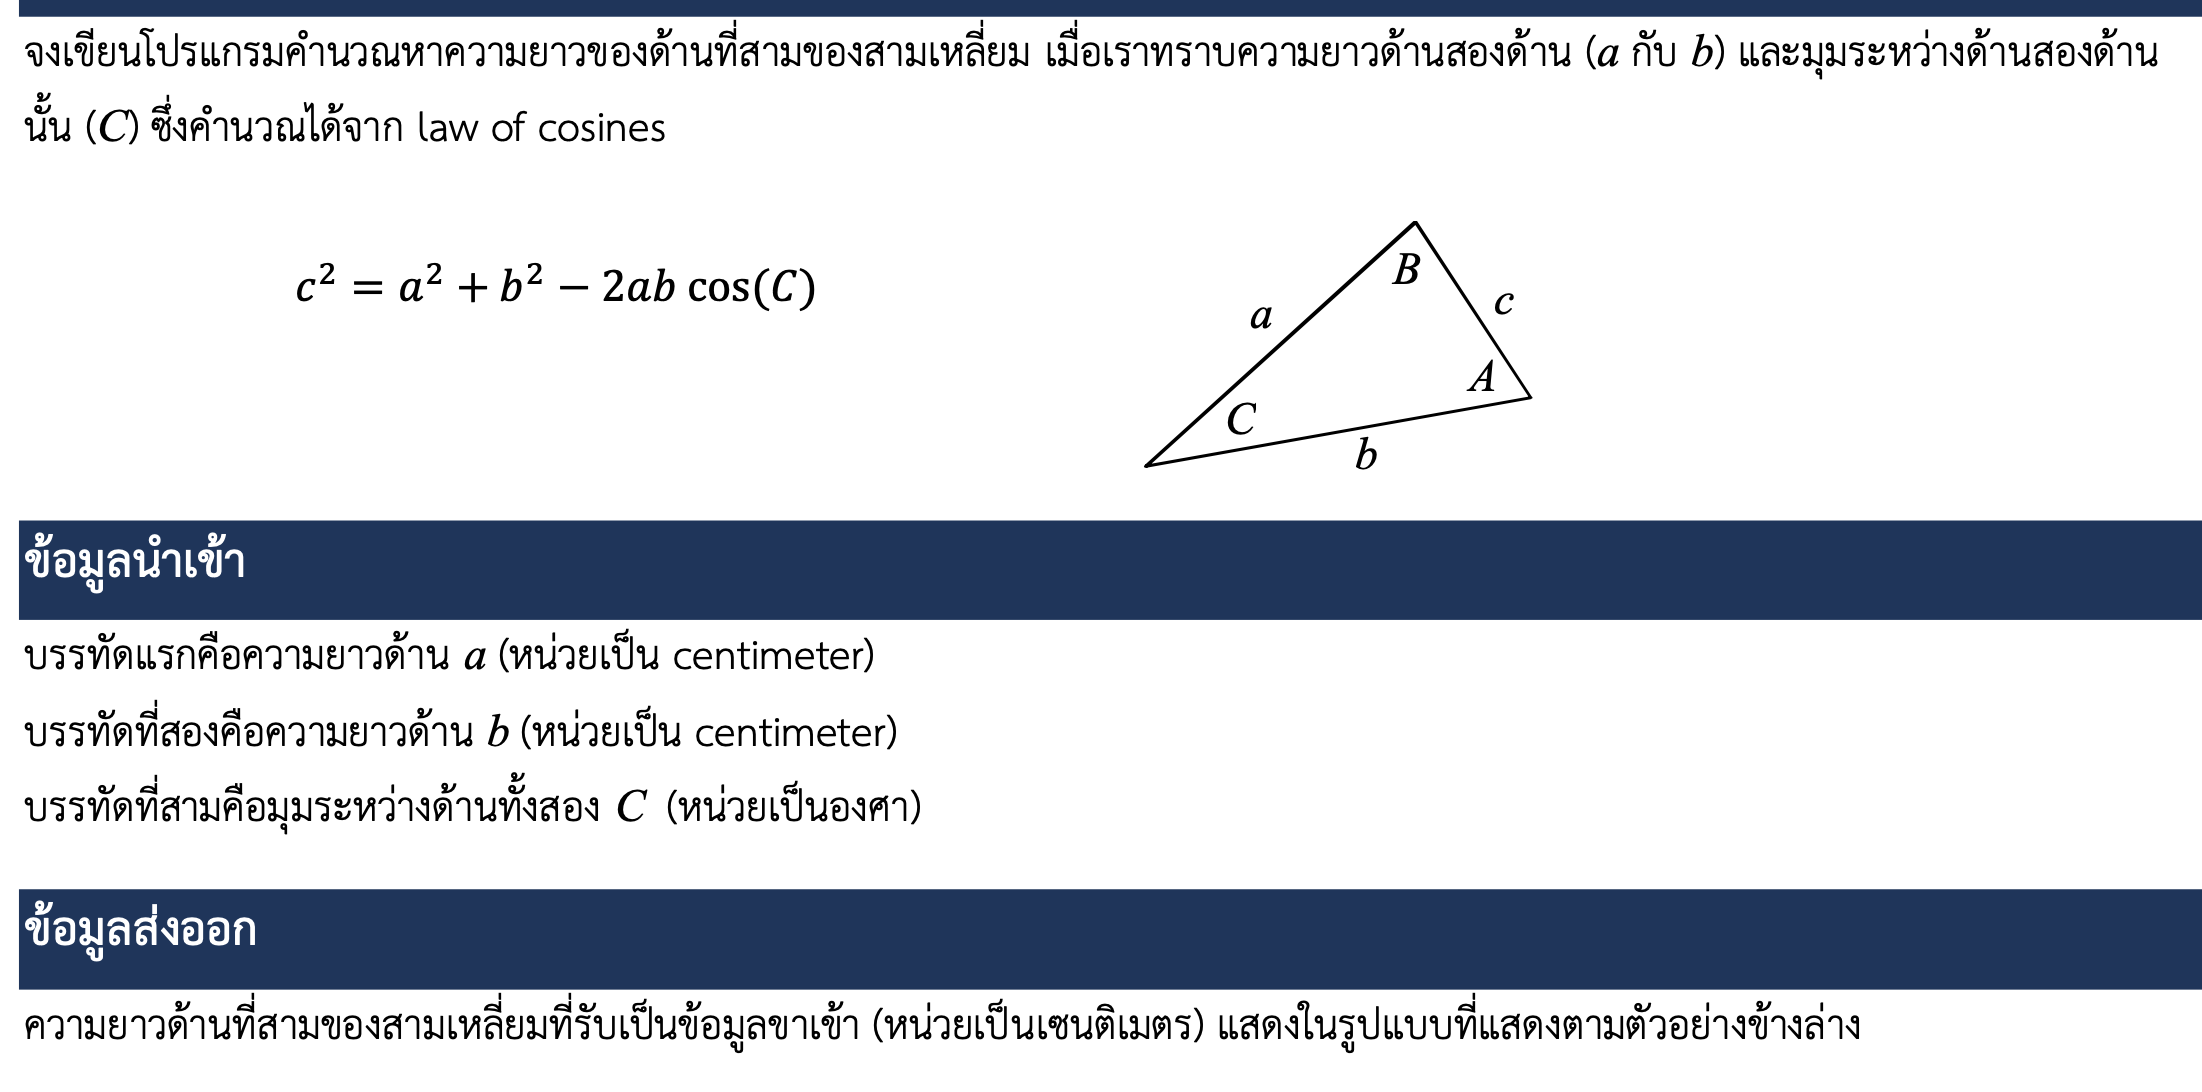 จงเขียนโปรแกรมคำนวณหาความยาวของด้านที่สามของสามเหลี่ยม เมื่อเราทราบความยาวด้านสองด้าน (a กับ b) และมุมระหว่างด้านสองด้าน
นั้น (C) ซึ่งคำนวณได้จาก law of cosines
c² = a² + b² − 2ab cos(C)
B
a
c
A
C
b
ข้อมูลนำเข้า
บรรทัดแรกคือความยาวด้าน a (หน่วยเป็น centimeter)
บรรทัดที่สองคือความยาวด้าน b (หน่วยเป็น centimeter)
บรรทัดที่สามคือมุมระหว่างด้านทั้งสอง C (หน่วยเป็นองศา)
ข้อมูลส่งออก
ความยาวด้านที่สามของสามเหลี่ยมที่รับเป็นข้อมูลขาเข้า (หน่วยเป็นเซนติเมตร) แสดงในรูปแบบที่แสดงตามตัวอย่างข้างล่าง